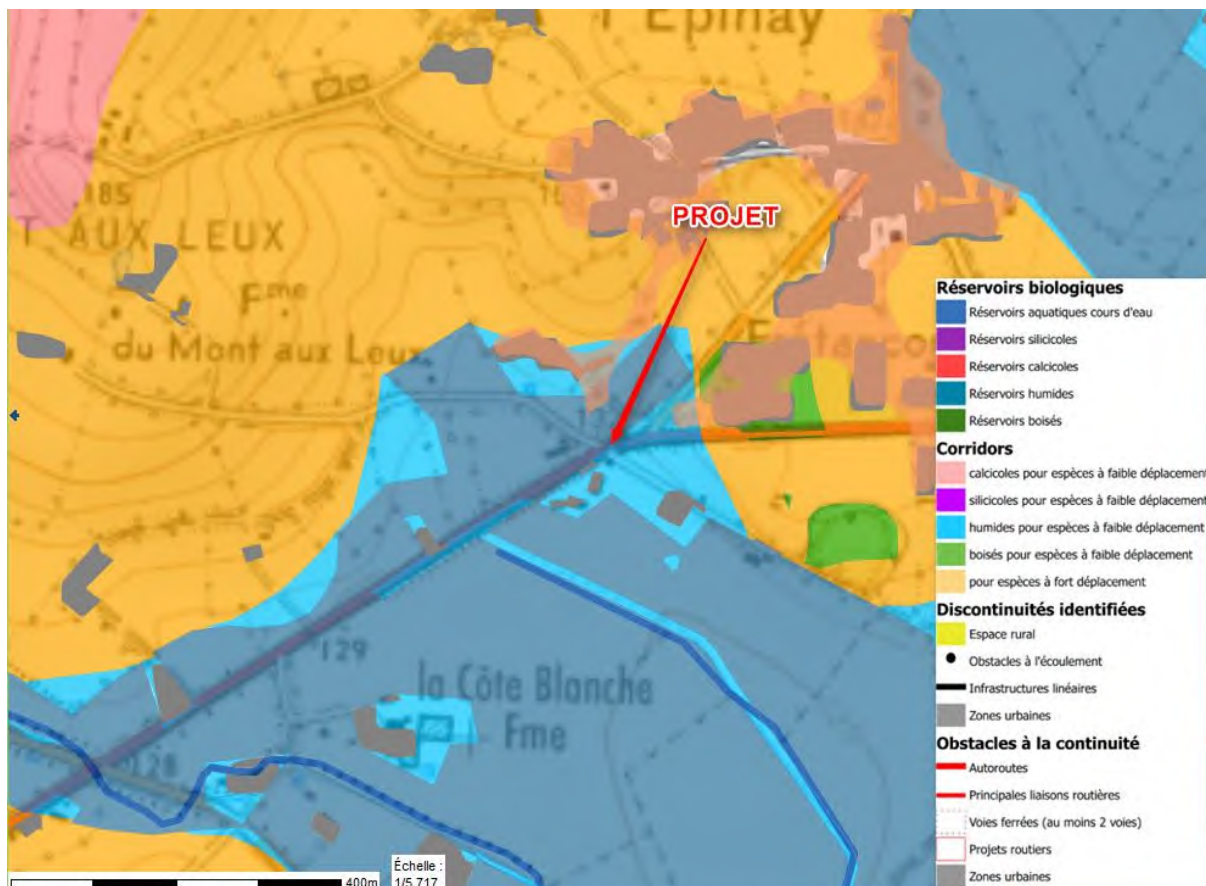 l'Epinay
185
T AUX LEUX
PROJET
Fme
du Mont aux Leux
129
la Côte Blanche
Fme
128
Réservoirs biologiques
Réservoirs aquatiques cours d'eau
Réservoirs silicicoles
Réservoirs calcicoles
Réservoirs humides
Réservoirs boisés
Corridors
calcicoles pour espèces à faible déplacement
silicicoles pour espèces à faible déplacement
humides pour espèces à faible déplacement
boisés pour espèces à faible déplacement
pour espèces à fort déplacement
Discontinuités identifiées
Espace rural
Obstacles à l'écoulement
Infrastructures linéaires
Zones urbaines
Obstacles à la continuité
Autoroutes
Principales liaisons routières
Voies ferrées (au moins 2 voies)
Projets routiers
Zones urbaines
400m
Échelle :
1/5 717